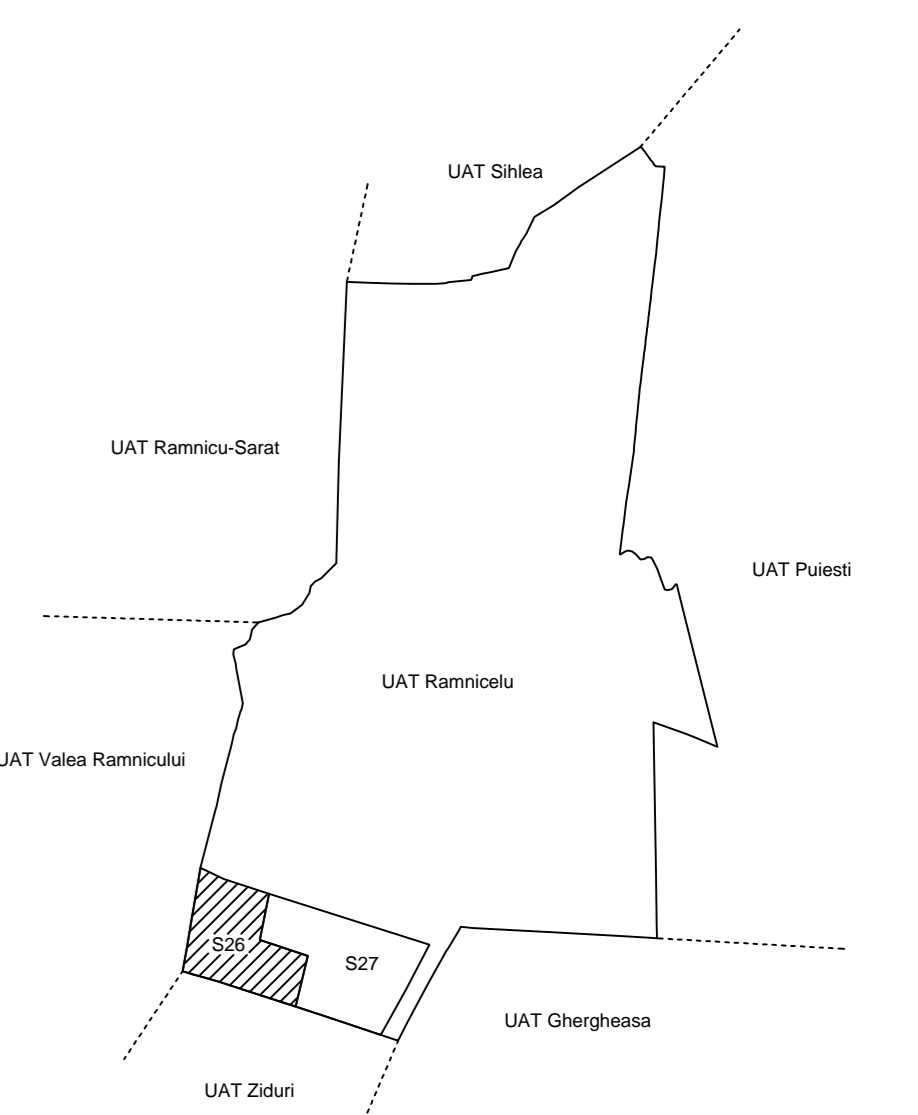 UAT Sihlea
UAT Ramnicu-Sarat
UAT Puiesti
UAT Ramnicelu
UAT Valea Ramnicului
S26
S27
UAT Ghergheasa
UAT Ziduri